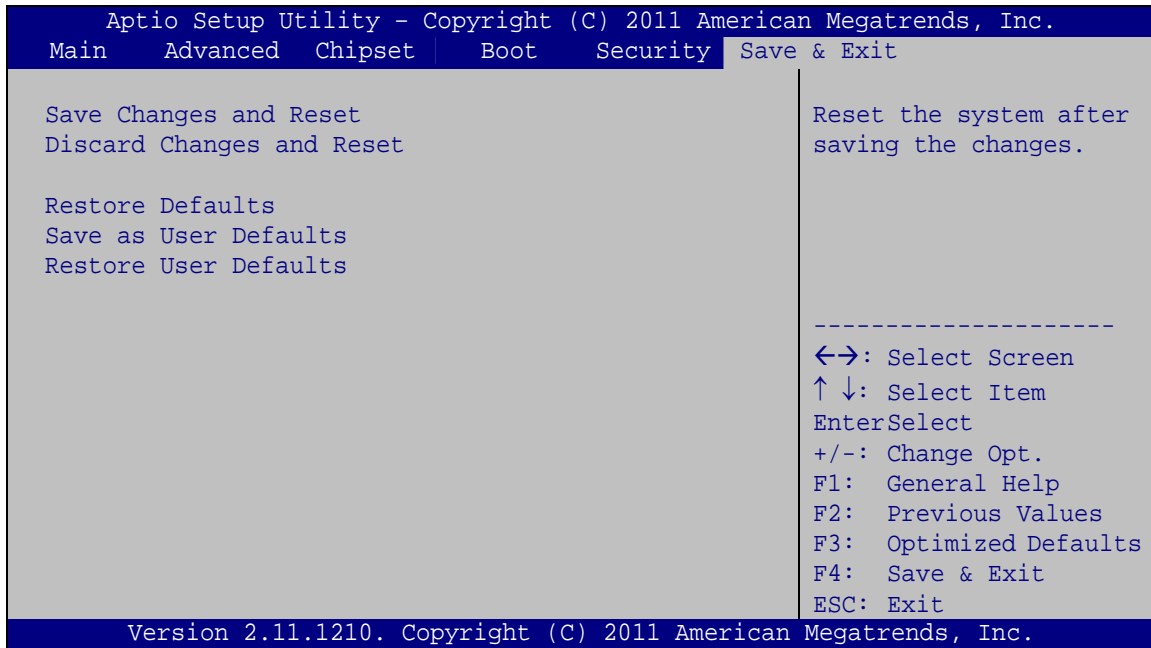 Aptio Setup Utility – Copyright (C) 2011 American Megatrends, Inc.
Main Advanced Chipset Boot Security Save & Exit
Save Changes and Reset
Discard Changes and Reset
Restore Defaults
Save as User Defaults
Restore User Defaults
Reset the system after
saving the changes.
---------------------
←→: Select Screen
↑ ↓: Select Item
EnterSelect
+/-: Change Opt.
F1: General Help
F2: Previous Values
F3: Optimized Defaults
F4: Save & Exit
ESC: Exit
Version 2.11.1210. Copyright (C) 2011 American Megatrends, Inc.